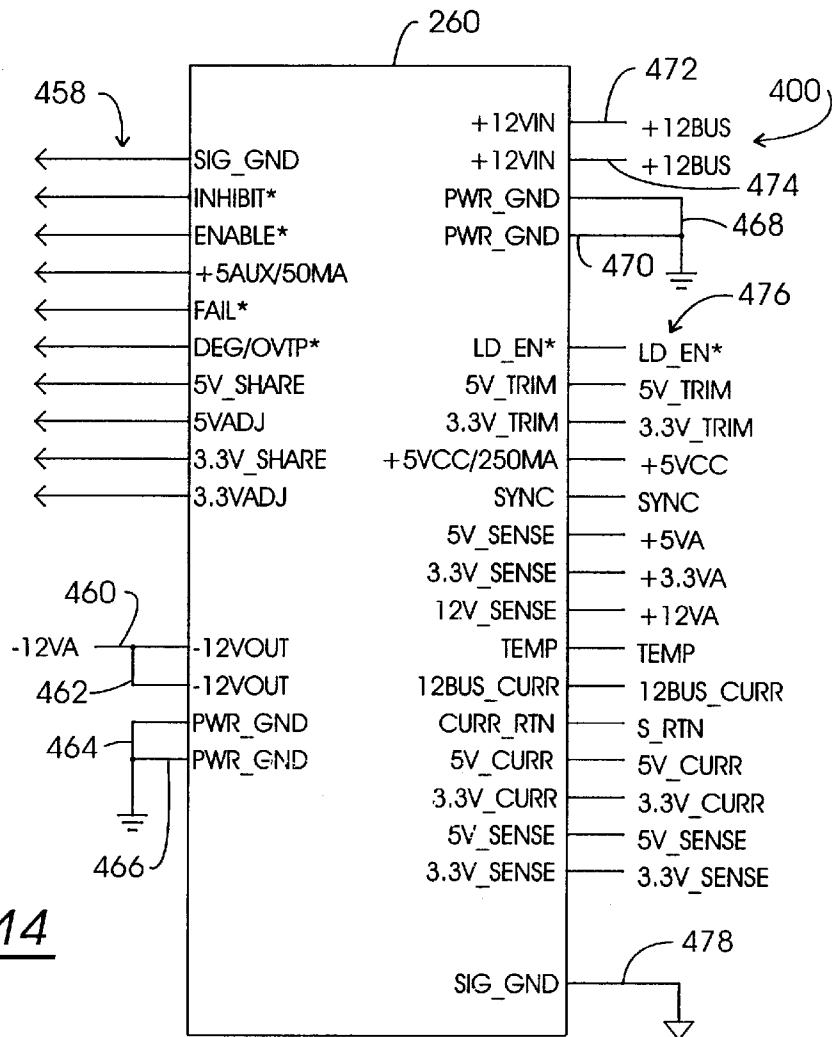 260
458
472
400
+12VIN
+12BUS
SIG_GND
+12VIN
+12BUS
474
INHIBIT*
PWR_GND
468
ENABLE*
PWR_GND
470
+5AUX/50MA
476
FAIL*
DEG/OVTP*
LD_EN*
LD_EN*
5V_SHARE
5V_TRIM
5V_TRIM
5VADJ
3.3V_TRIM
3.3V_TRIM
3.3V_SHARE
+5VCC/250MA
+5VCC
3.3VADJ
SYNC
SYNC
5V_SENSE
+5VA
3.3V_SENSE
+3.3VA
460
12V_SENSE
+12VA
-12VA
-12VOUT
TEMP
TEMP
462
-12VOUT
12BUS_CURR
12BUS_CURR
PWR_GND
CURR_RTN
S_RTN
464
PWR_GND
5V_CURR
5V_CURR
3.3V_CURR
3.3V_CURR
466
5V_SENSE
5V_SENSE
3.3V_SENSE
3.3V_SENSE
14
478
SIG_GND